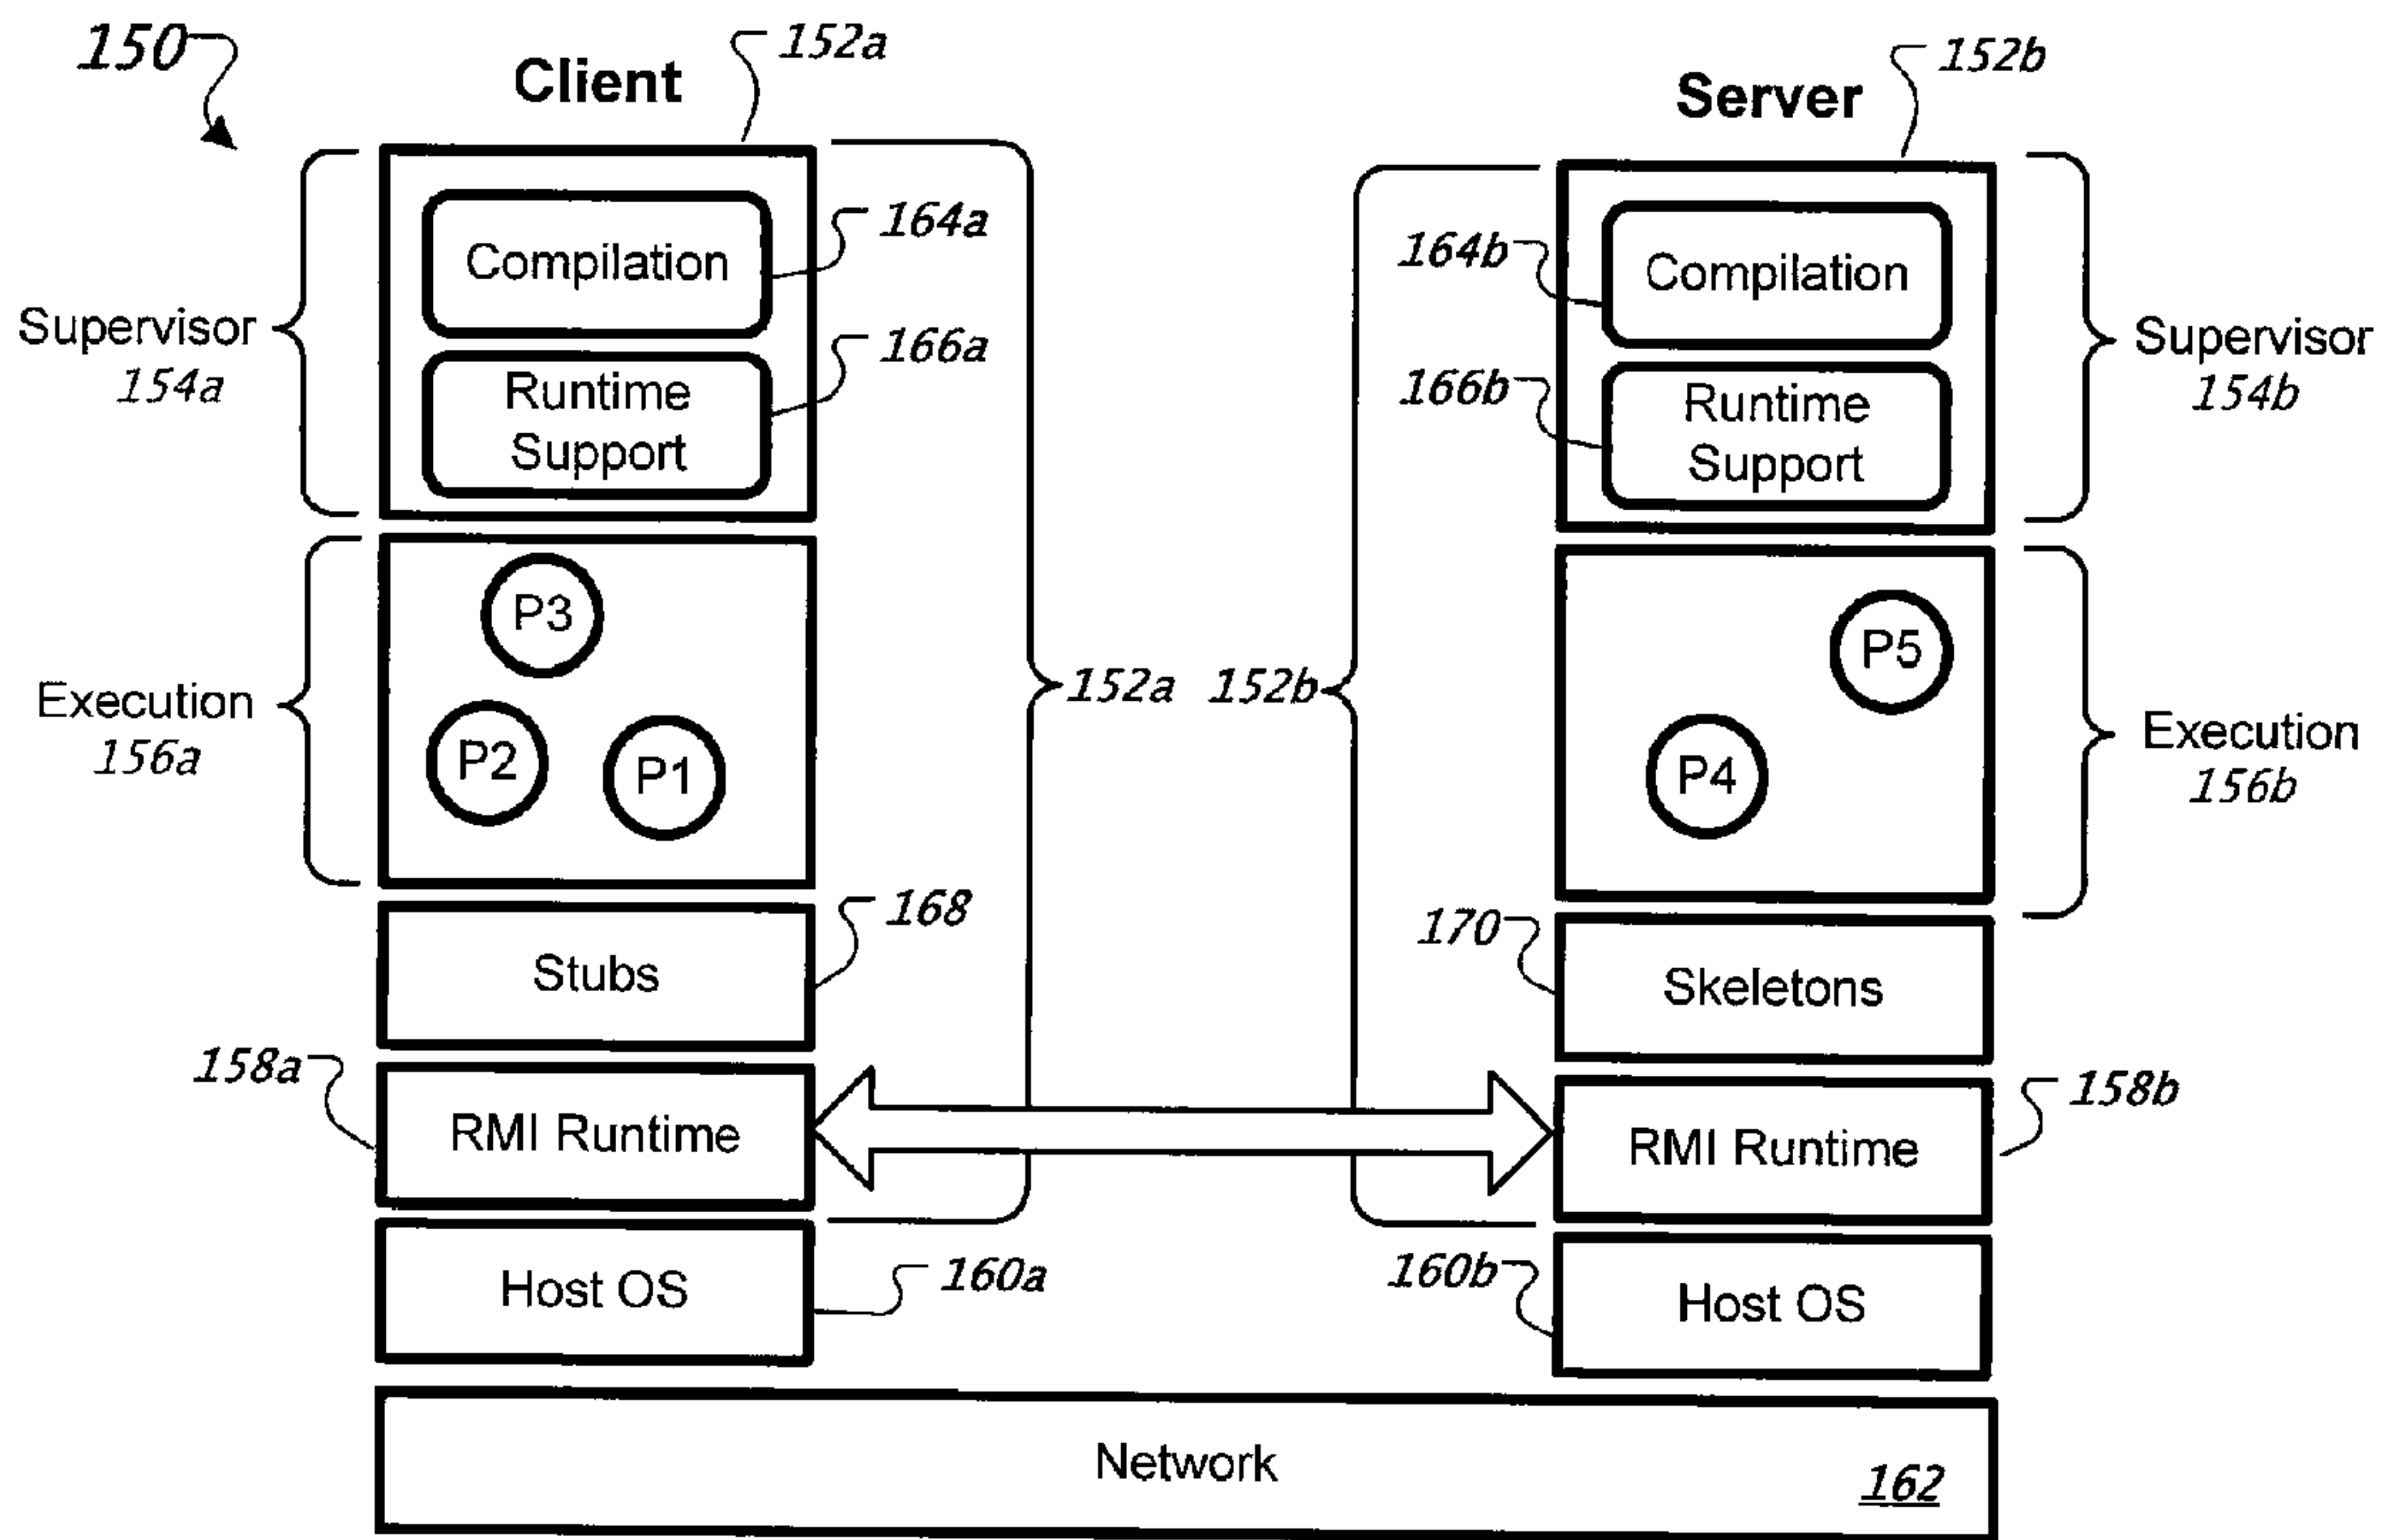 150
Client
152a
Server
152b
Compilation
164a
Runtime
Support
166a
Supervisor
154a
164b
Compilation
166b
Runtime
Support
Supervisor
154b
P3
P2
P1
Execution
156a
152a
152b
P5
P4
Execution
156b
Stubs
168
170
Skeletons
158a
RMI Runtime
RMI Runtime
158b
Host OS
160a
160b
Host OS
Network
162